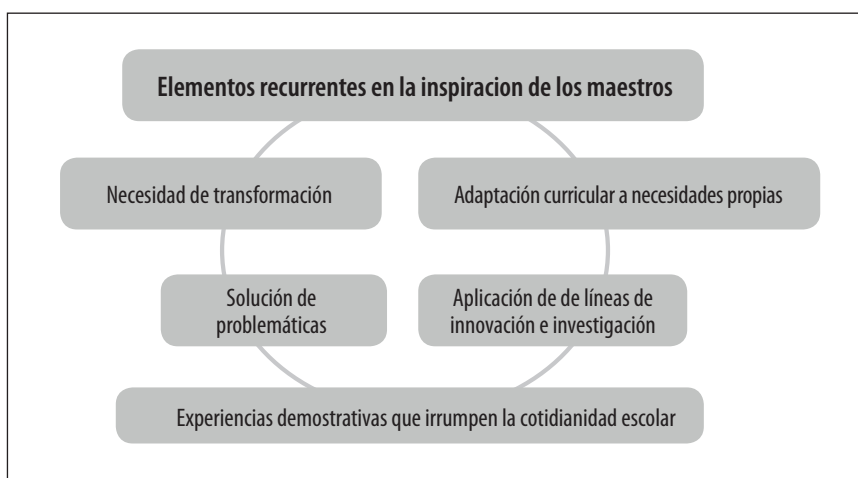 Elementos recurrentes en la inspiracion de los maestros
Necesidad de transformación
Adaptación curricular a necesidades propias
Solución de
problemáticas
Aplicación de de líneas de
innovación e investigación
Experiencias demostrativas que irrumpen la cotidianidad escolar